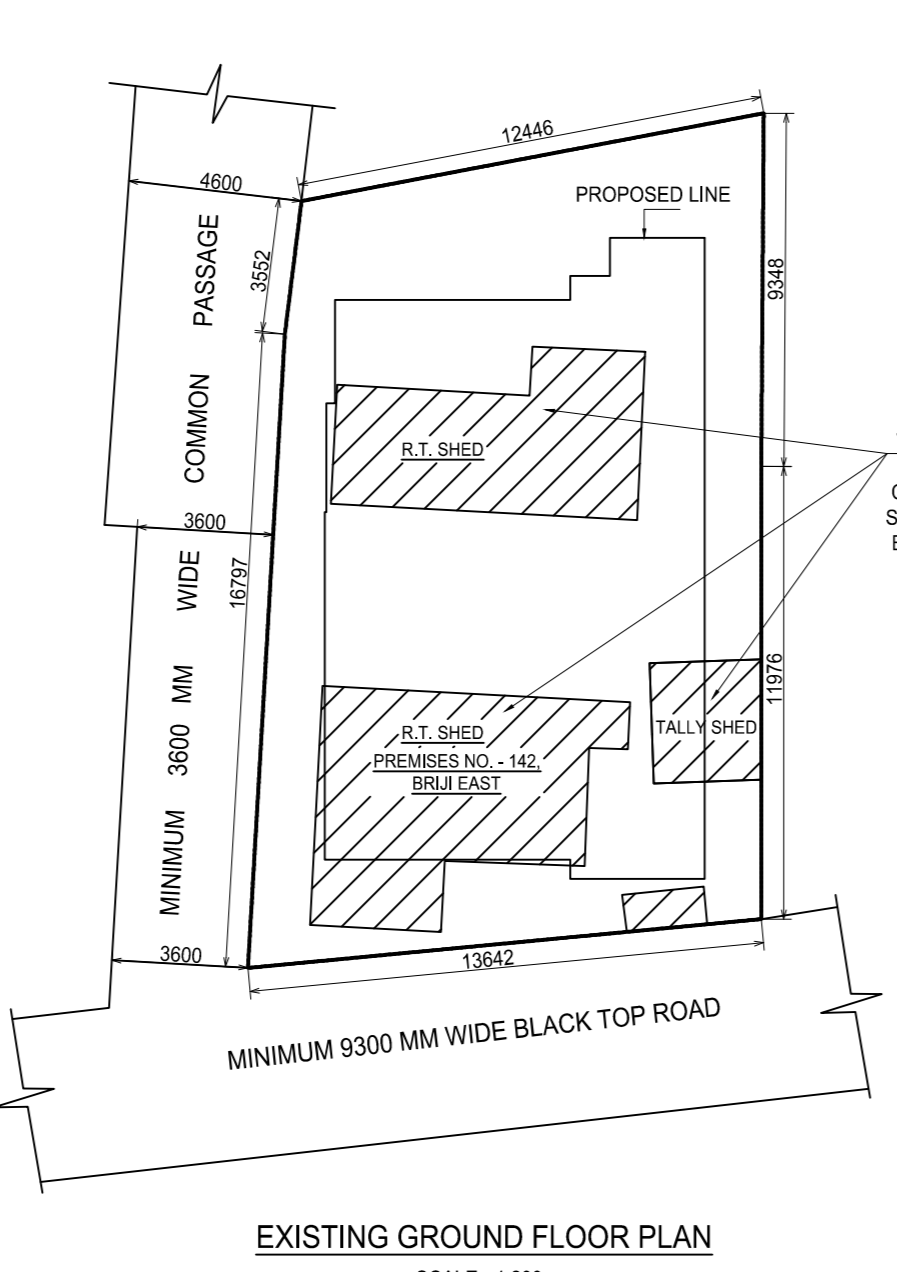 12446
4600
PROPOSED LINE
3552
9348
MINIMUM 3600 MM WIDE COMMON PASSAGE
R.T. SHED
3600
16797
11976
R.T. SHED
PREMISES NO. - 142,
BRIJI EAST
TALLY SHED
3600
13642
MINIMUM 9300 MM WIDE BLACK TOP ROAD
EXISTING GROUND FLOOR PLAN